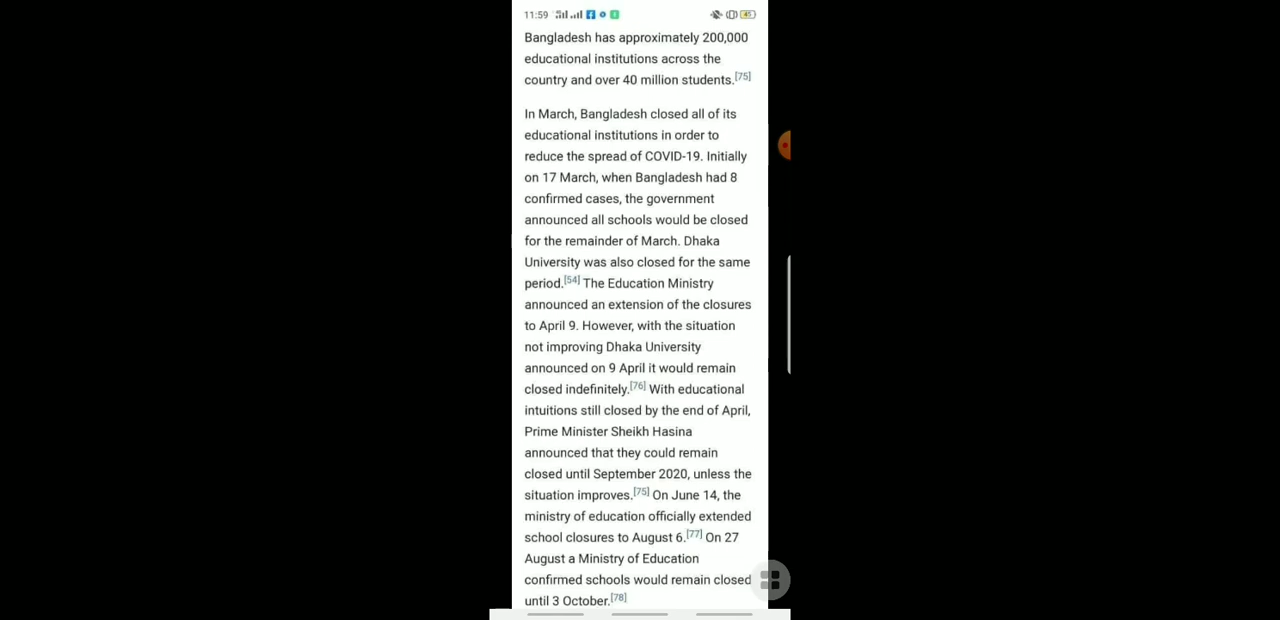 11:59
45
Bangladesh has approximately 200,000
educational institutions across the
country and over 40 million students.[75]
In March, Bangladesh closed all of its
educational institutions in order to
reduce the spread of COVID-19. Initially
on 17 March, when Bangladesh had 8
confirmed cases, the government
announced all schools would be closed
for the remainder of March. Dhaka
University was also closed for the same
period.[54] The Education Ministry
announced an extension of the closures
to April 9. However, with the situation
not improving Dhaka University
announced on 9 April it would remain
closed indefinitely.[76] With educational
intuitions still closed by the end of April,
Prime Minister Sheikh Hasina
announced that they could remain
closed until September 2020, unless the
situation improves.[75] On June 14, the
ministry of education officially extended
school closures to August 6.[77] On 27
August a Ministry of Education
confirmed schools would remain closed
until 3 October.[78]